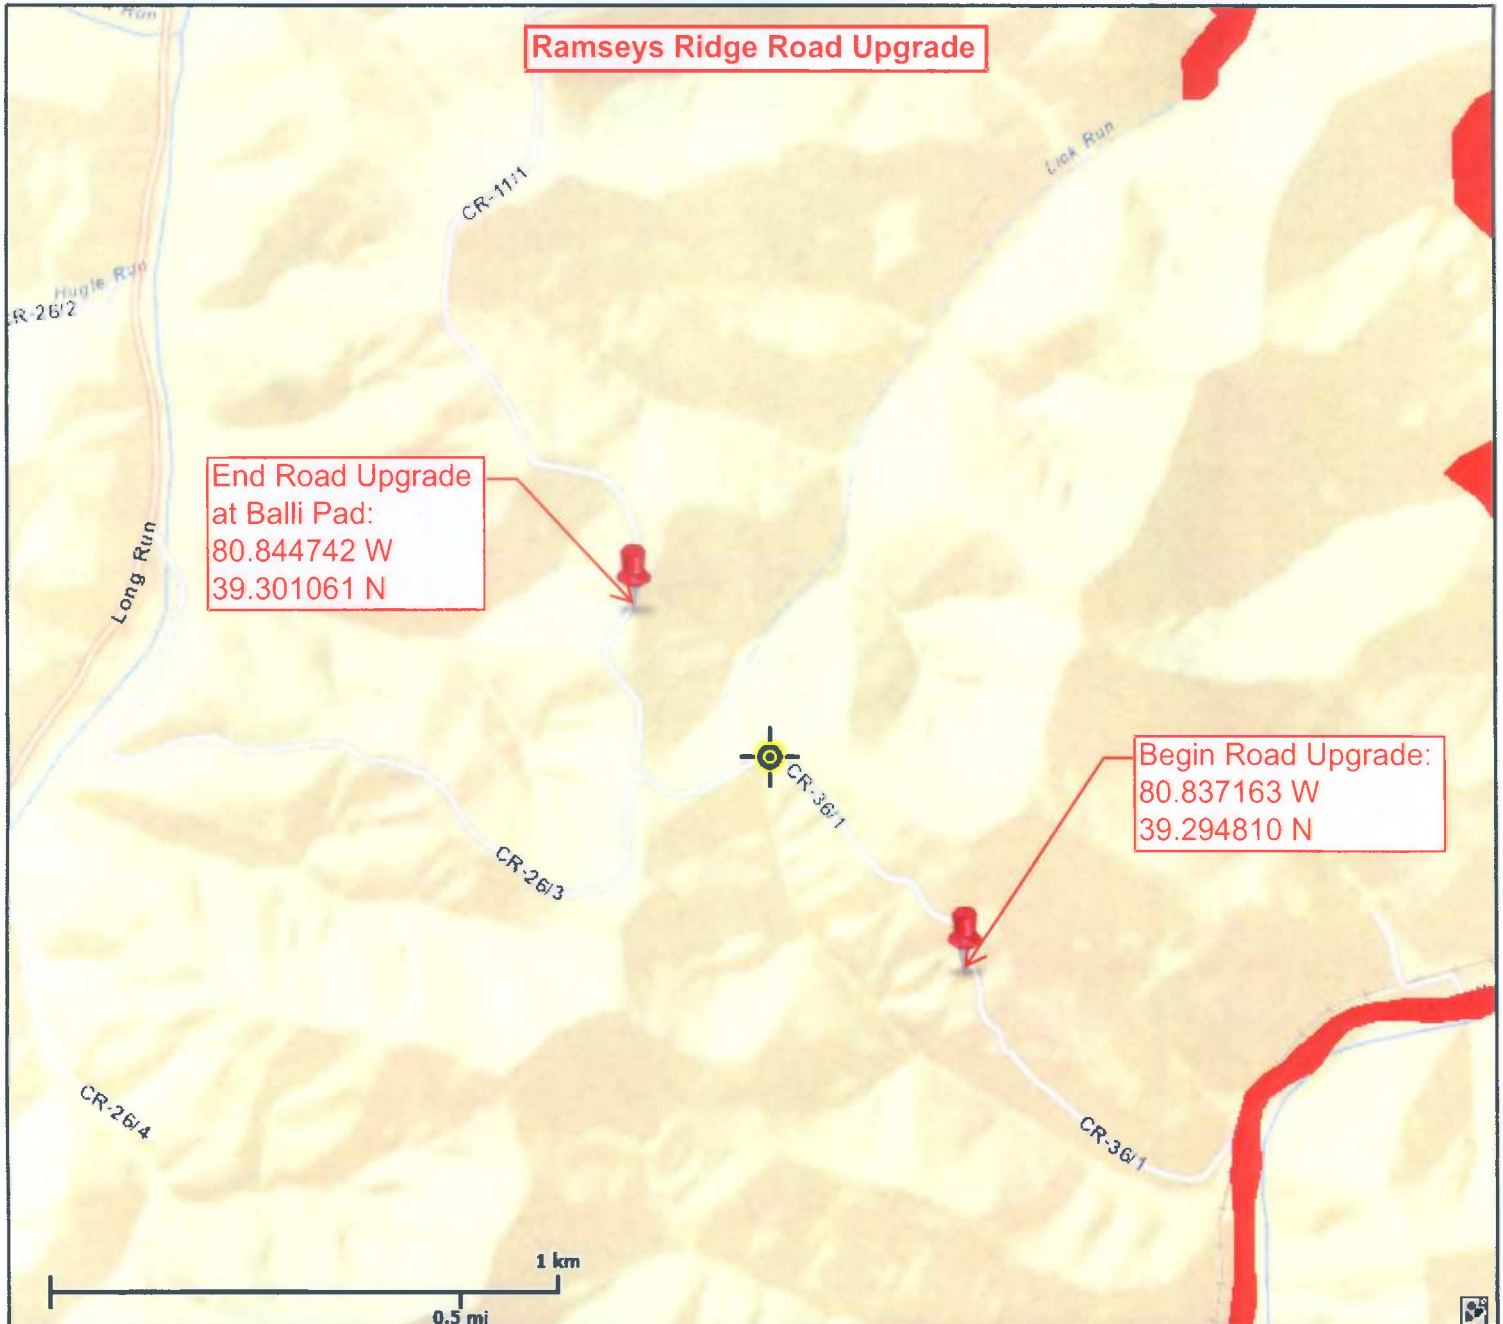 Ramseys Ridge Road Upgrade
Run
Lick Run
CR-11/1
Hugle Run
R-26/2
End Road Upgrade
at Balli Pad:
80.844742 W
39.301061 N
Long Run
Begin Road Upgrade:
80.837163 W
39.294810 N
CR-36/1
CR-26/3
CR-26/4
CR-36/1
1 km
0.5 mi